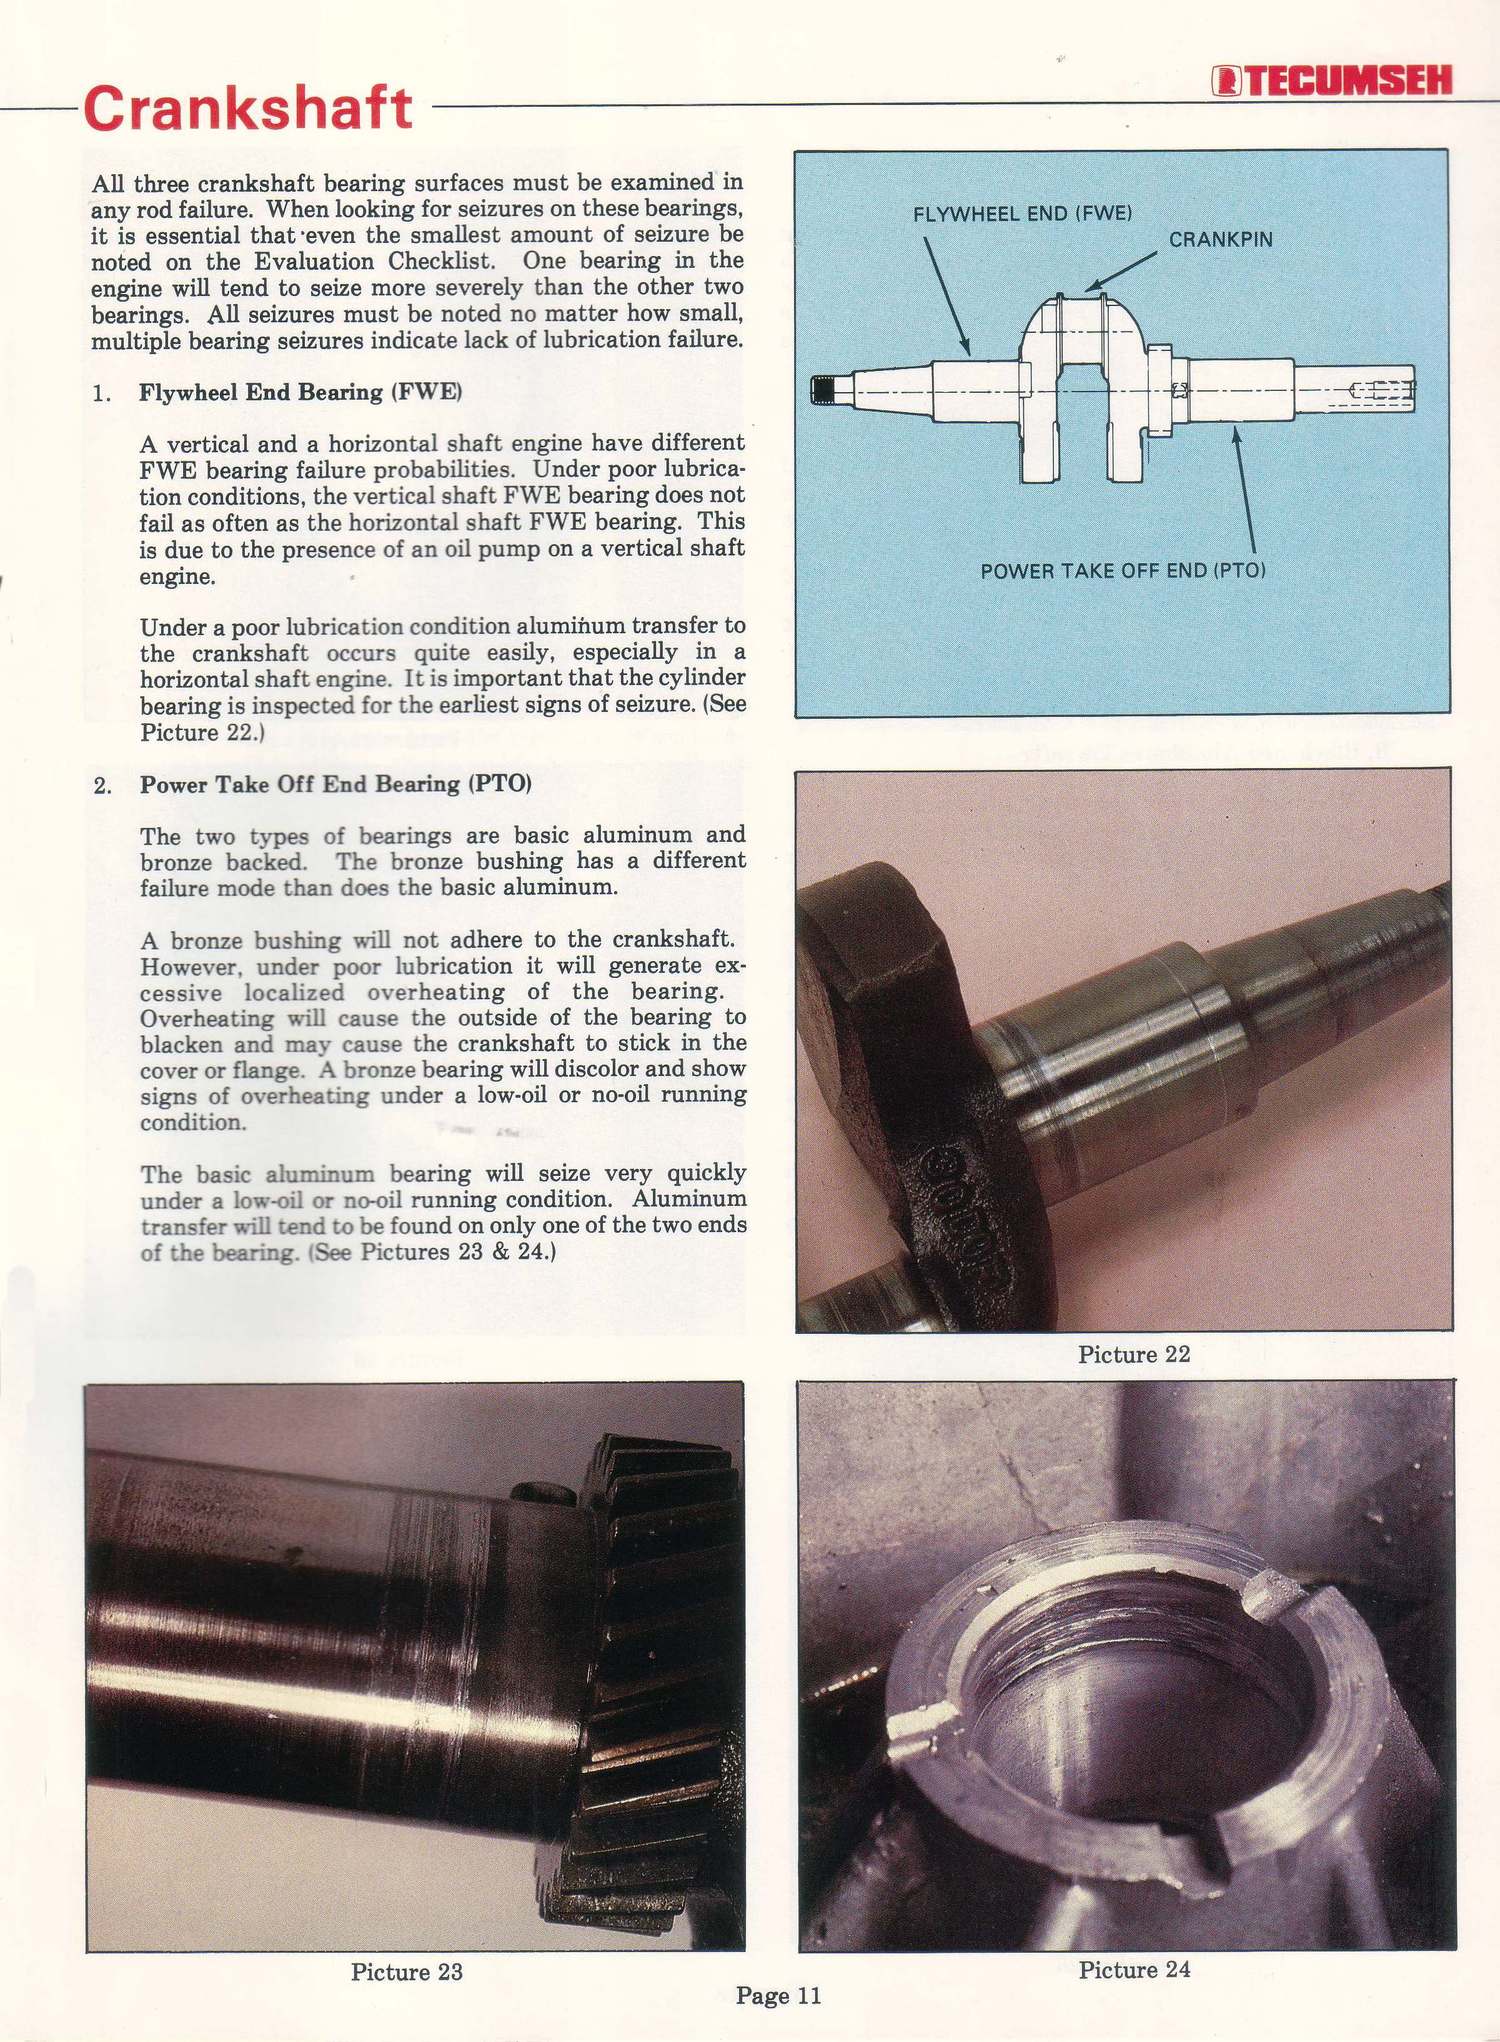 Crankshaft
TECUMSEH
All three crankshaft bearing surfaces must be examined in
any rod failure. When looking for seizures on these bearings,
it is essential that even the smallest amount of seizure be
noted on the Evaluation Checklist. One bearing in the
engine will tend to seize more severely than the other two
bearings. All seizures must be noted no matter how small,
multiple bearing seizures indicate lack of lubrication failure.
1. Flywheel End Bearing (FWE)
A vertical and a horizontal shaft engine have different
FWE bearing failure probabilities. Under poor lubrica-
tion conditions, the vertical shaft FWE bearing does not
fail as often as the horizontal shaft FWE bearing. This
is due to the presence of an oil pump on a vertical shaft
engine.
Under a poor lubrication condition aluminum transfer to
the crankshaft occurs quite easily, especially in a
horizontal shaft engine. It is important that the cylinder
bearing is inspected for the earliest signs of seizure. (See
Picture 22.)
2. Power Take Off End Bearing (PTO)
The two types of bearings are basic aluminum and
bronze backed. The bronze bushing has a different
failure mode than does the basic aluminum.
A bronze bushing will not adhere to the crankshaft.
However, under poor lubrication it will generate ex-
cessive localized overheating of the bearing.
Overheating will cause the outside of the bearing to
blacken and may cause the crankshaft to stick in the
cover or flange. A bronze bearing will discolor and show
signs of overheating under a low-oil or no-oil running
condition.
The basic aluminum bearing will seize very quickly
under a low-oil or no-oil running condition. Aluminum
transfer will tend to be found on only one of the two ends
of the bearing. (See Pictures 23 & 24.)
FLYWHEEL END (FWE)
CRANKPIN
POWER TAKE OFF END (PTO)
Picture 22
Picture 23
Picture 24
Page 11